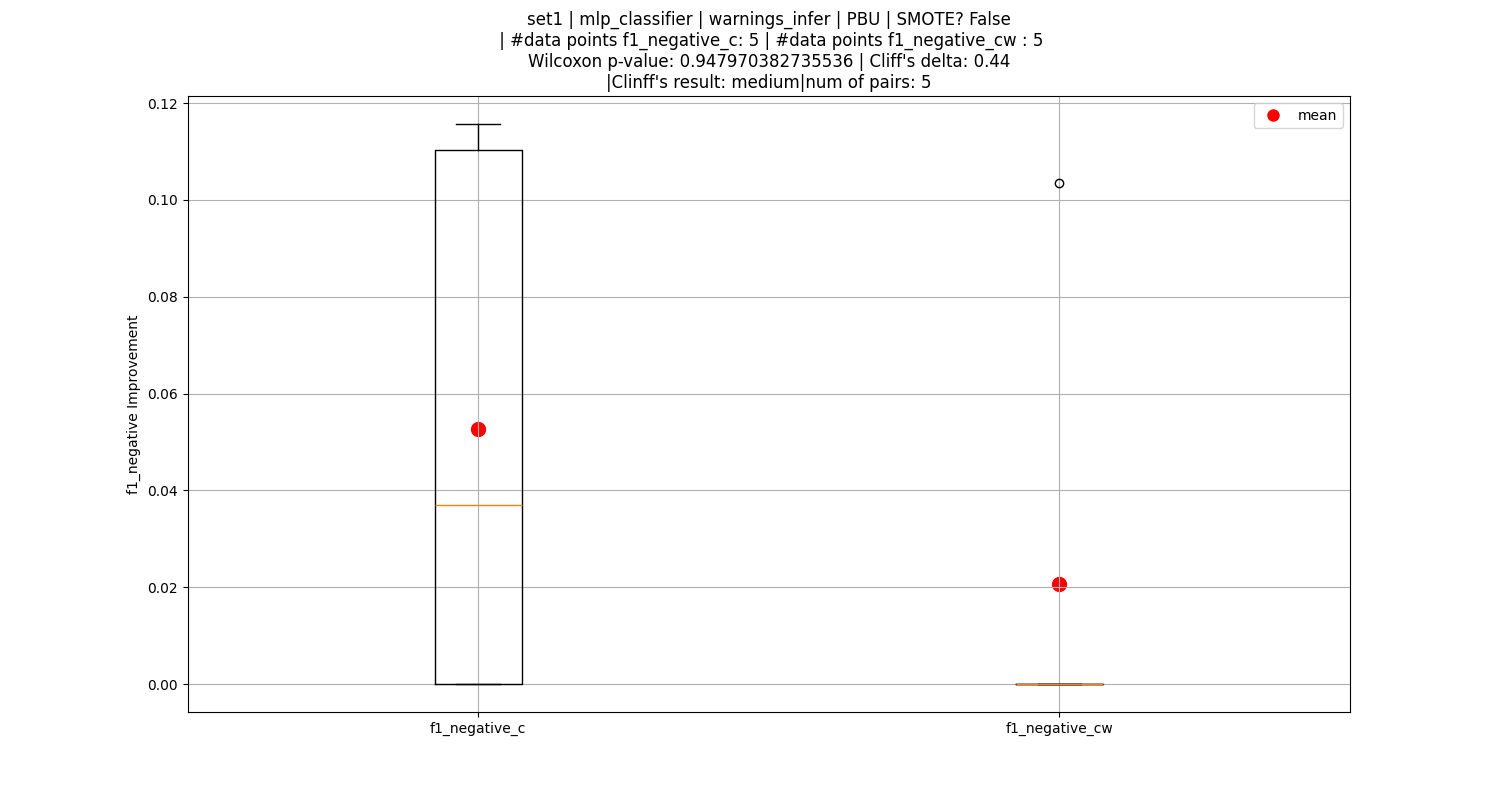 set1 | mlp_classifier | warnings_infer | PBU | SMOTE? False
| #data points f1_negative_c: 5 | #data points f1_negative_cw : 5
Wilcoxon p-value: 0.947970382735536 | Cliff's delta: 0.44
|Clinff's result: medium|num of pairs: 5
mean
0.12
0.10
0.08
0.06
0.04
0.02
0.00
f1_negative Improvement
f1_negative_c
f1_negative_cw